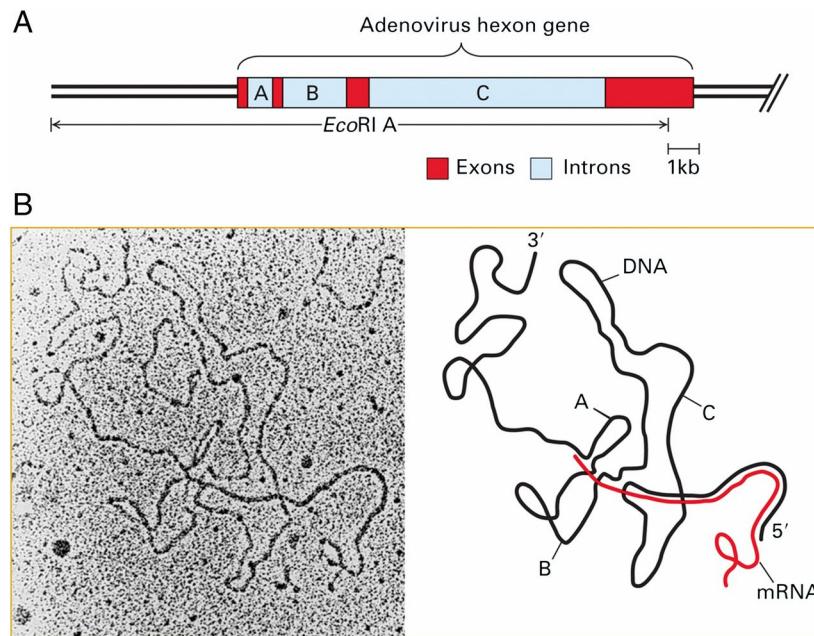 A
Adenovirus hexon gene
A B C
EcoRI A
Exons Introns 1kb
B
3′
DNA
A
C
B
5′
mRNA